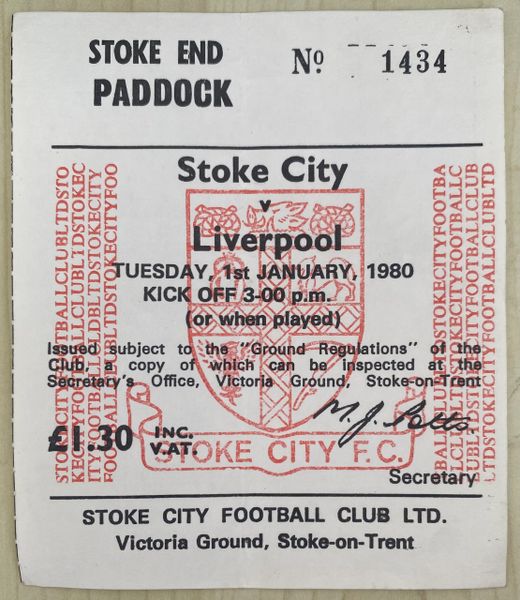 STOKE END
PADDOCK
Nº 1434
Stoke City
v
Liverpool
TUESDAY, 1st JANUARY, 1980
KICK OFF 3-00 p.m.
(or when played)
Issued subject to the "Ground Regulations" of the
Club, a copy of which can be inspected at the
Secretary's Office, Victoria Ground, Stoke-on-Trent
£1.30 INC.
V.AT.
STOKE CITY F.C.
Secretary
STOKE CITY FOOTBALL CLUB LTD.
Victoria Ground, Stoke-on-Trent